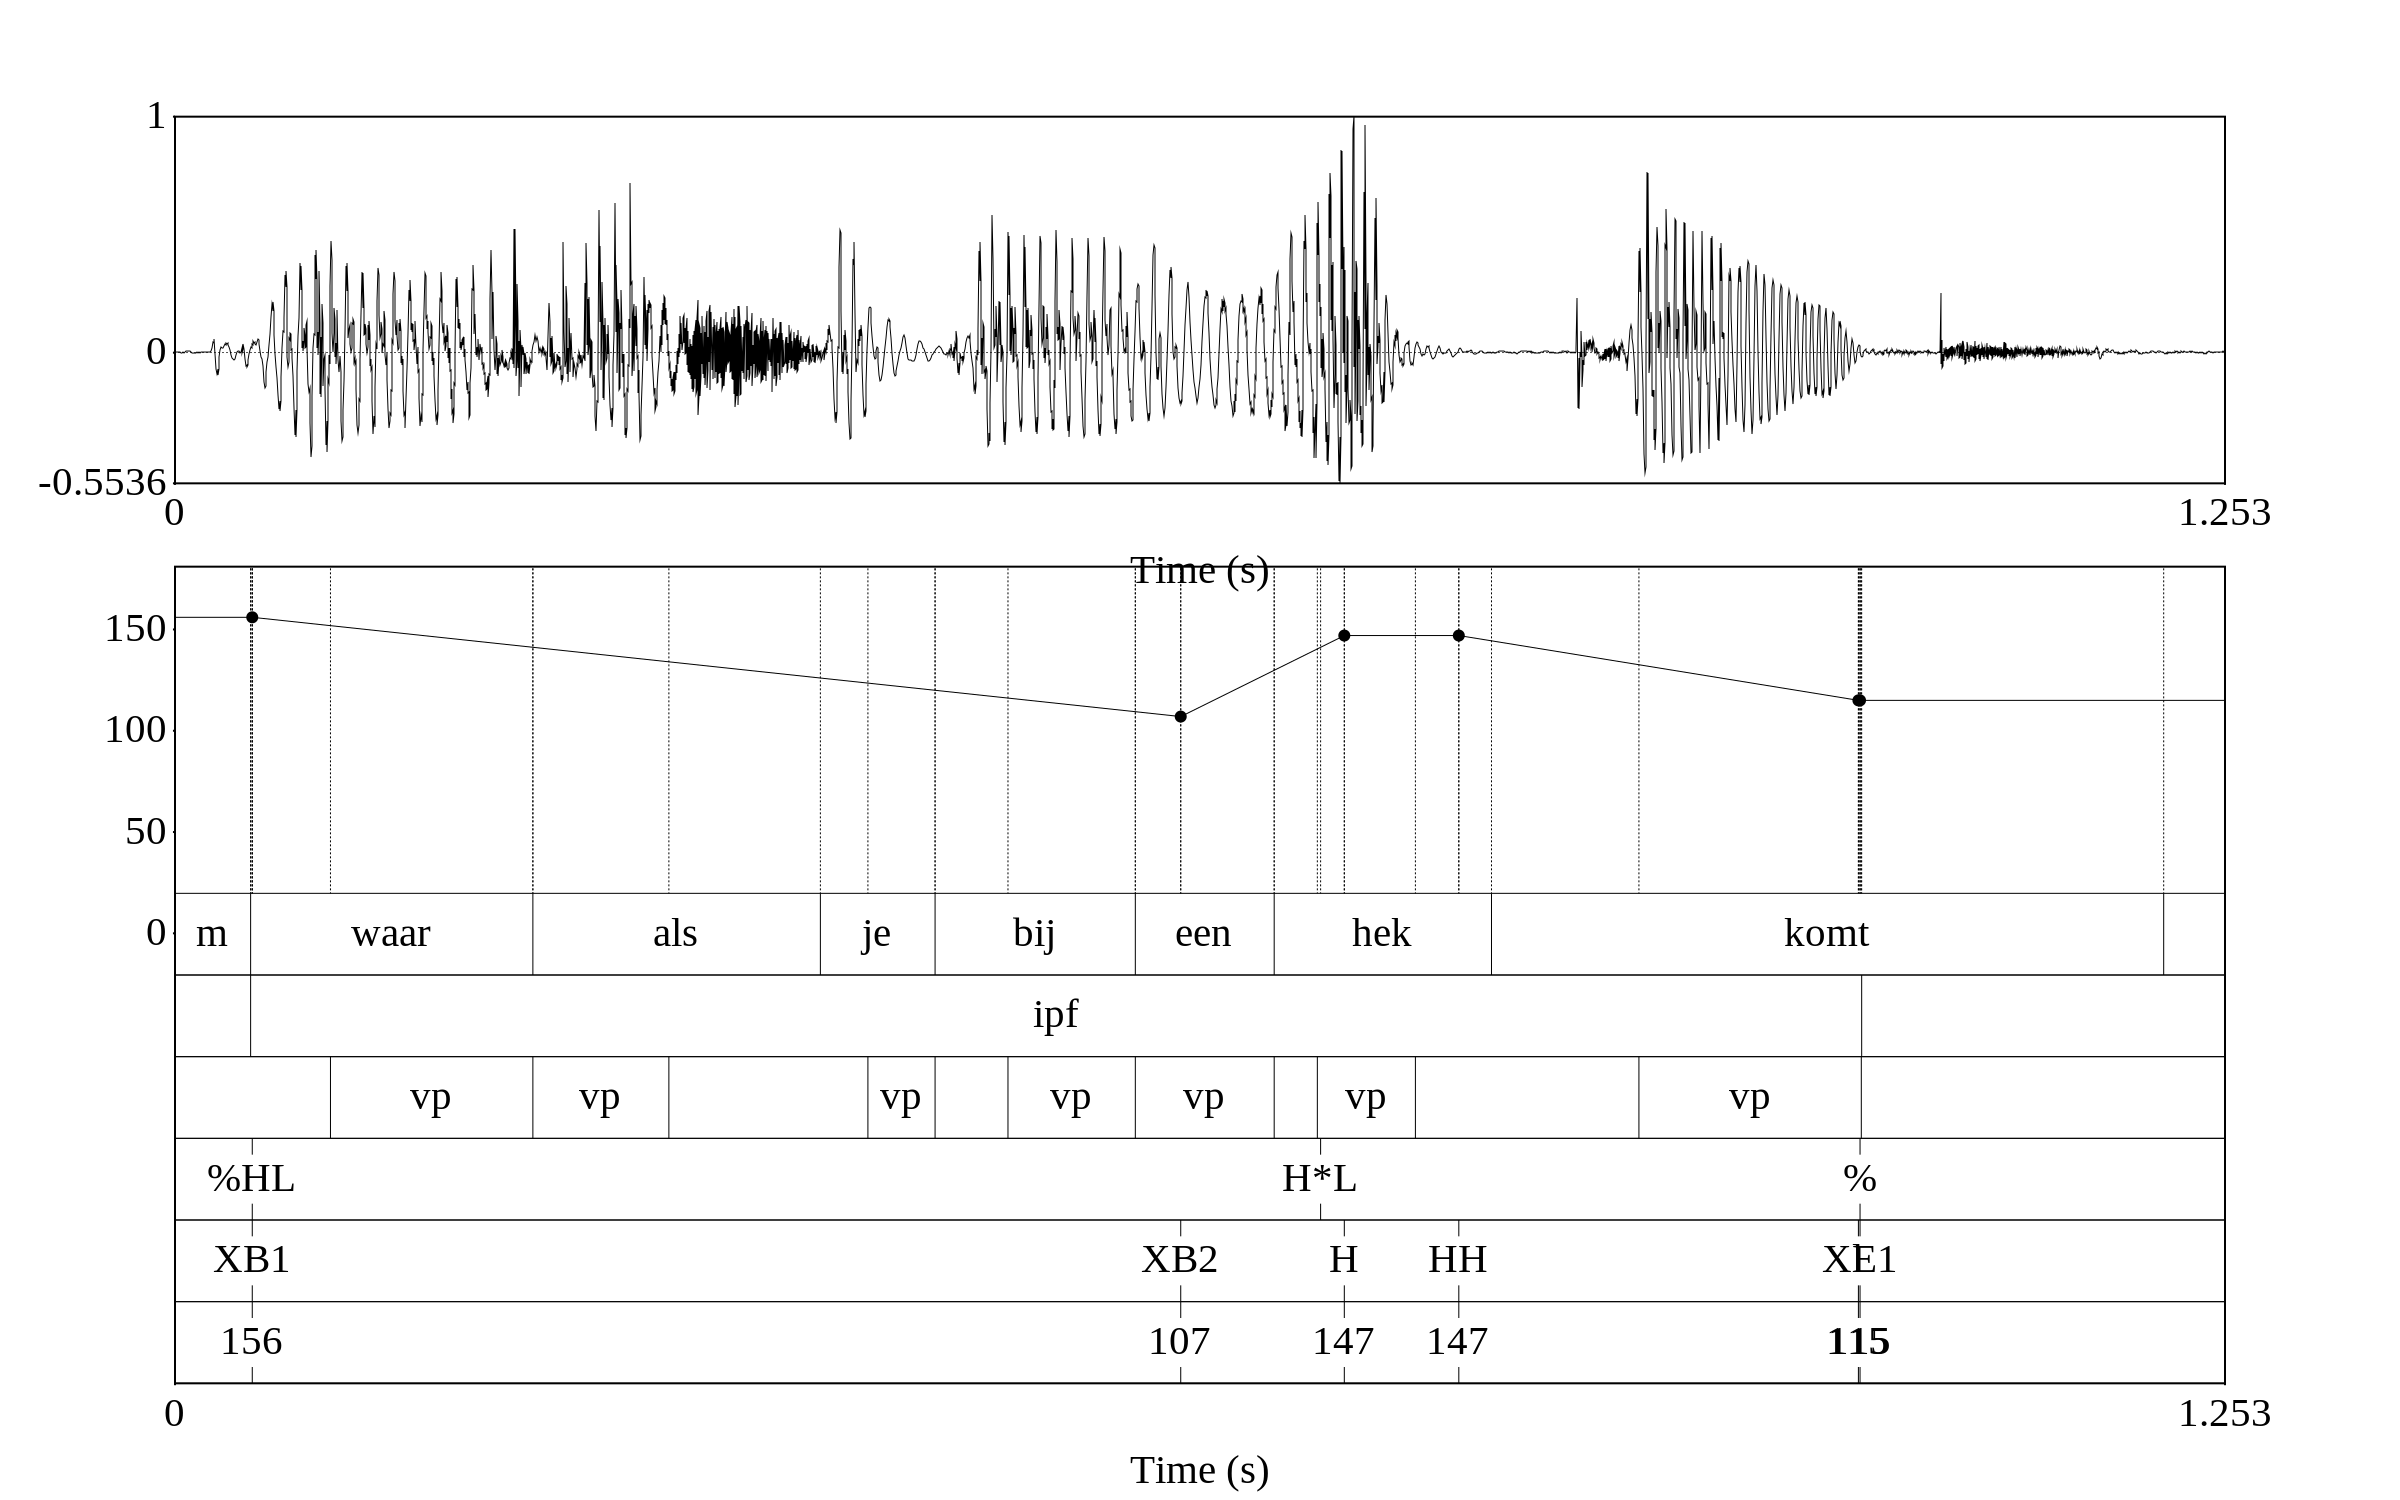 1
0
-0.5536
0 1.253
Time (s)
150
100
50
0
m waar als je bij een hek komt
ipf
vp vp vp vp vp vp vp
%HL H*L %
XB1 XB2 H HH XE1
156 107 147 147 115
0 1.253
Time (s)